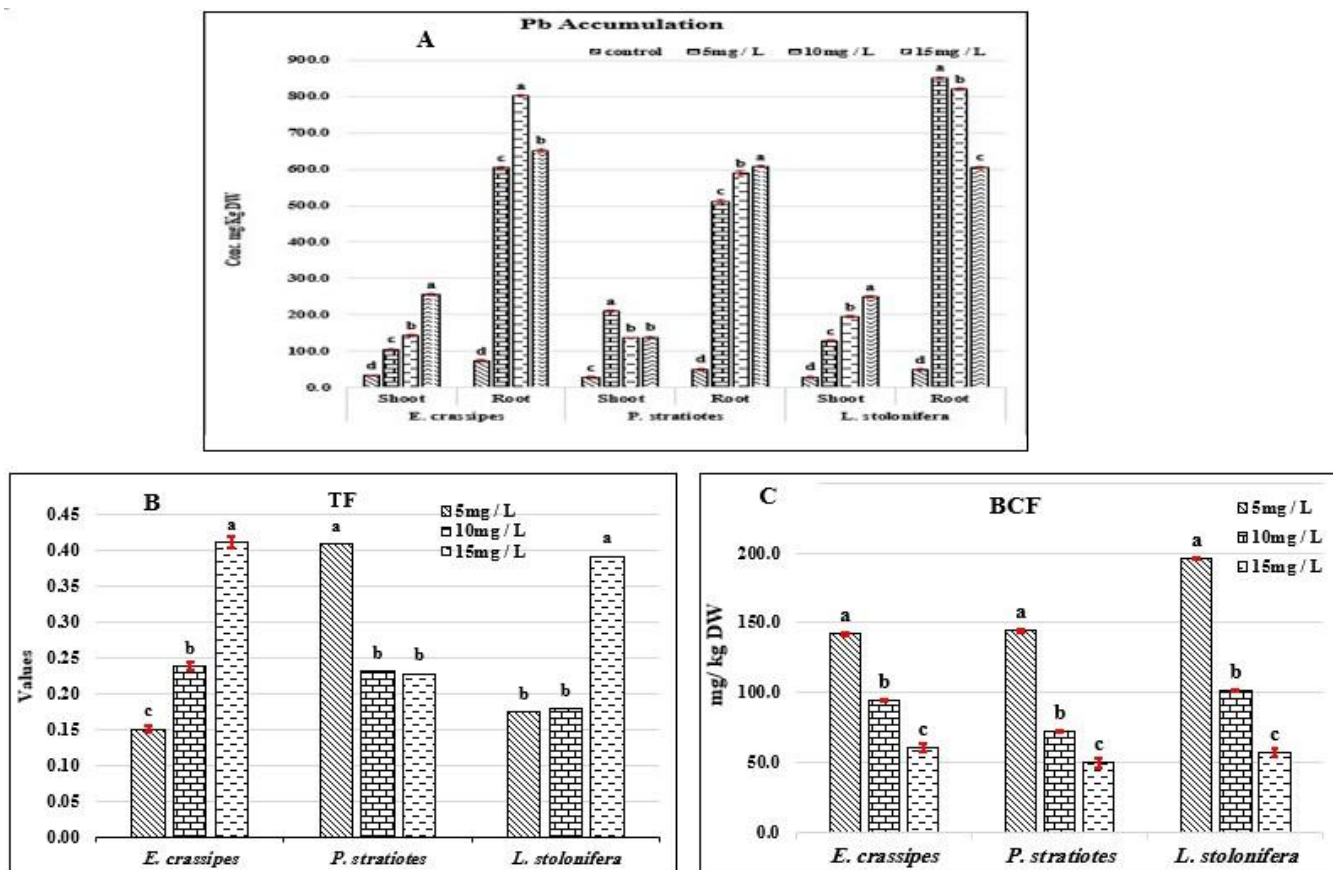 Pb Accumulation
A
control 5mg / L 10mg / L 15mg / L
900.0
800.0
700.0
600.0
500.0
400.0
300.0
200.0
100.0
0.0
Conc. mg/Kg DW
d c b a
d c a b
c a b b
d c b a
d c b a
d a b c
Shoot Root Shoot Root Shoot Root
E. crassipes P. stratiotes L. stolonifera
B TF
5mg / L
10mg / L
15mg / L
0.45
0.40
0.35
0.30
0.25
0.20
0.15
0.10
0.05
0.00
Values
c b a
a b b
b b a
E. crassipes P. stratiotes L. stolonifera
C BCF
5mg / L
10mg / L
15mg / L
200.0
150.0
100.0
50.0
0.0
mg/ kg DW
a b c
a b c
a b c
E. crassipes P. stratiotes L. stolonifera